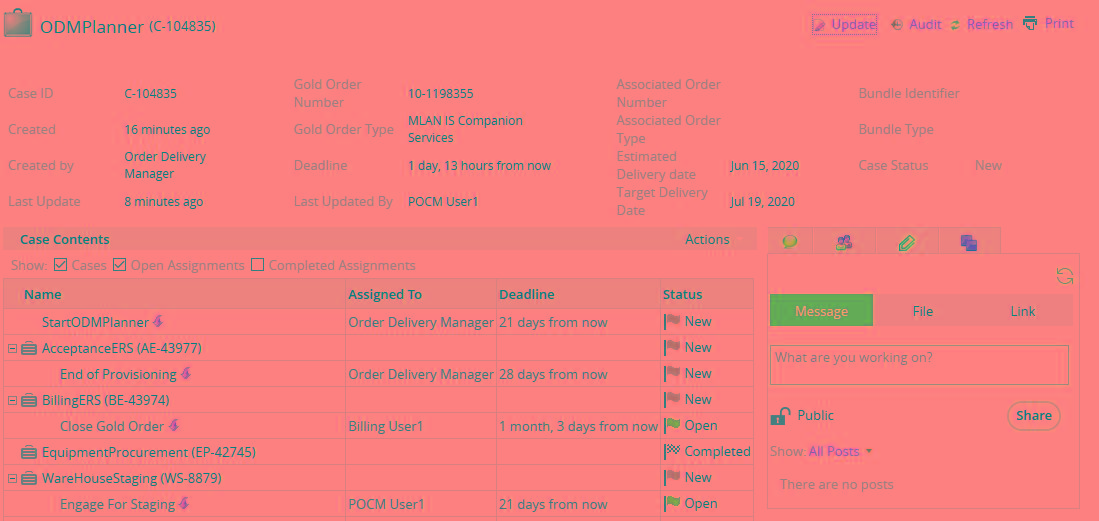 ODMPlanner (C-104835)
Update Audit Refresh Print
Case ID C-104835 Gold Order Number 10-1198355 Associated Order Number Bundle Identifier
Created 16 minutes ago Gold Order Type MLAN IS Companion Services Associated Order Type Bundle Type
Created by Order Delivery Manager Deadline 1 day, 13 hours from now Estimated Delivery date Jun 15, 2020 Case Status New
Last Update 8 minutes ago Last Updated By POCM User1 Target Delivery Date Jul 19, 2020
Case Contents Actions
Show: Cases Open Assignments Completed Assignments
Name Assigned To Deadline Status
StartODMPlanner Order Delivery Manager 21 days from now New
AcceptanceERS (AE-43977) New
End of Provisioning Order Delivery Manager 28 days from now New
BillingERS (BE-43974) New
Close Gold Order Billing User1 1 month, 3 days from now Open
EquipmentProcurement (EP-42745) Completed
WareHouseStaging (WS-8879) New
Engage For Staging POCM User1 21 days from now Open
Message File Link
What are you working on?
Public Share
Show: All Posts
There are no posts